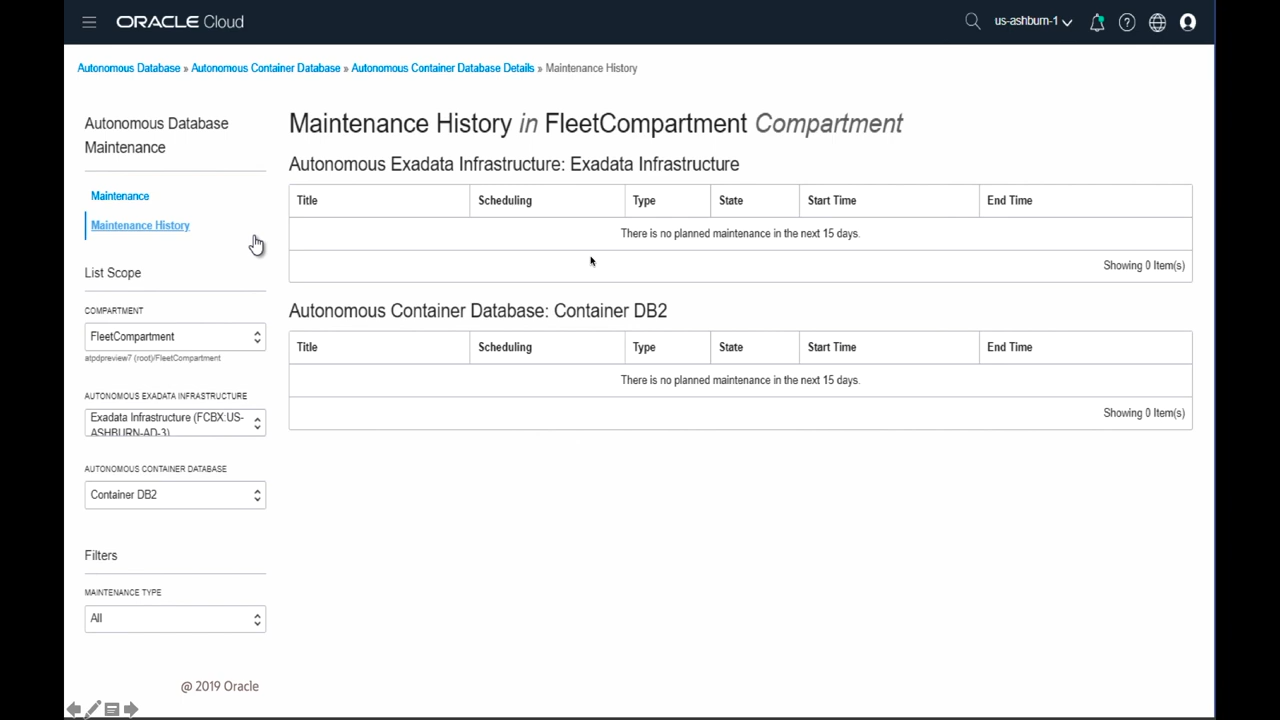 ORACLE Cloud
us-ashburn-1
Autonomous Database » Autonomous Container Database » Autonomous Container Database Details » Maintenance History
Autonomous Database
Maintenance
Maintenance
Maintenance History
List Scope
COMPARTMENT
FleetCompartment
atpdpreview7 (root)/FleetCompartment
AUTONOMOUS EXADATA INFRASTRUCTURE
Exadata Infrastructure (FCBX:US-
ASHBURN-AD-3)
AUTONOMOUS CONTAINER DATABASE
Container DB2
Filters
MAINTENANCE TYPE
All
Maintenance History in FleetCompartment Compartment
Autonomous Exadata Infrastructure: Exadata Infrastructure
Title Scheduling Type State Start Time End Time
There is no planned maintenance in the next 15 days.
Showing 0 Item(s)
Autonomous Container Database: Container DB2
Title Scheduling Type State Start Time End Time
There is no planned maintenance in the next 15 days.
Showing 0 Item(s)
@ 2019 Oracle